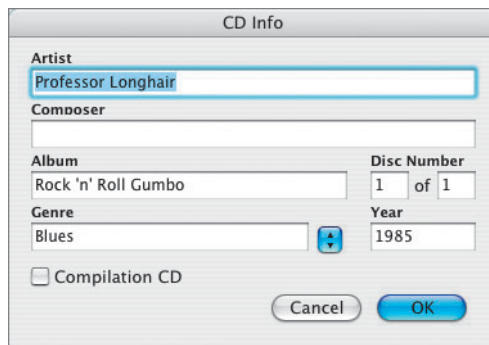 CD Info
Artist
Professor Longhair
Composer
Album
Disc Number
Rock 'n' Roll Gumbo
1 of 1
Genre
Year
Blues
1985
Compilation CD
Cancel
OK